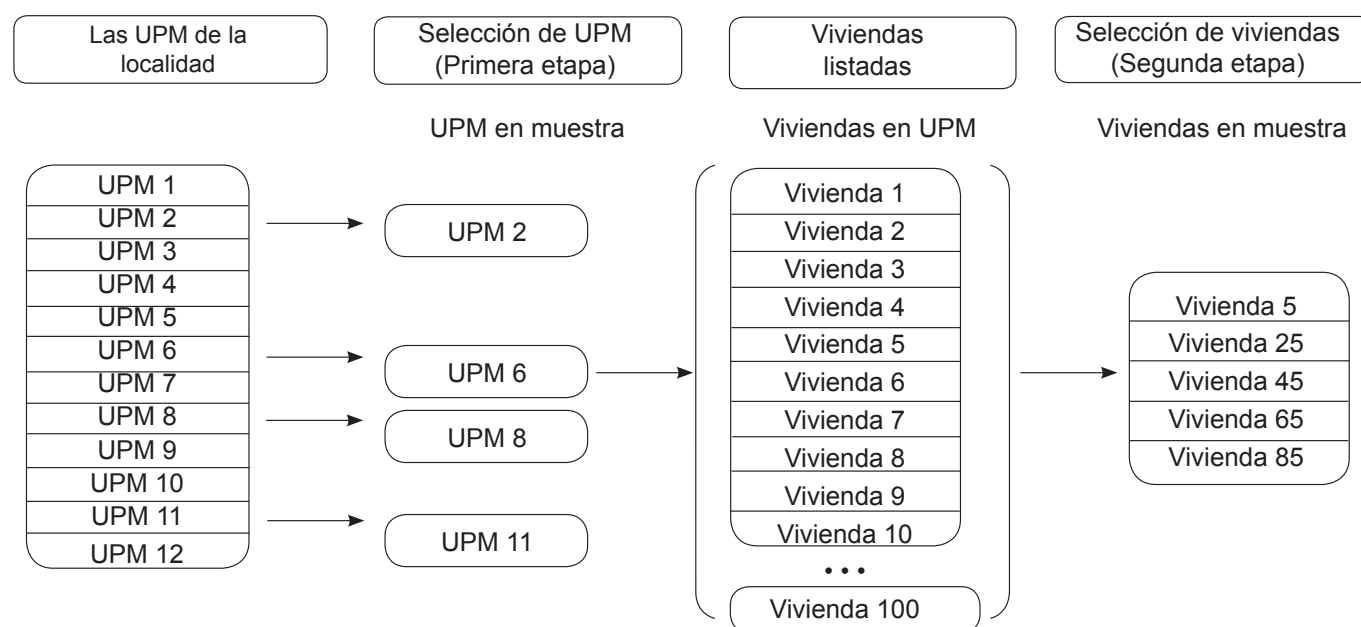 Las UPM de la
localidad
Selección de UPM
(Primera etapa)
Viviendas
listadas
Selección de viviendas
(Segunda etapa)
UPM en muestra
Viviendas en UPM
Viviendas en muestra
UPM 1
UPM 2
UPM 3
UPM 4
UPM 5
UPM 6
UPM 7
UPM 8
UPM 9
UPM 10
UPM 11
UPM 12
UPM 2
UPM 6
UPM 8
UPM 11
Vivienda 1
Vivienda 2
Vivienda 3
Vivienda 4
Vivienda 5
Vivienda 6
Vivienda 7
Vivienda 8
Vivienda 9
Vivienda 10
...
Vivienda 100
Vivienda 5
Vivienda 25
Vivienda 45
Vivienda 65
Vivienda 85